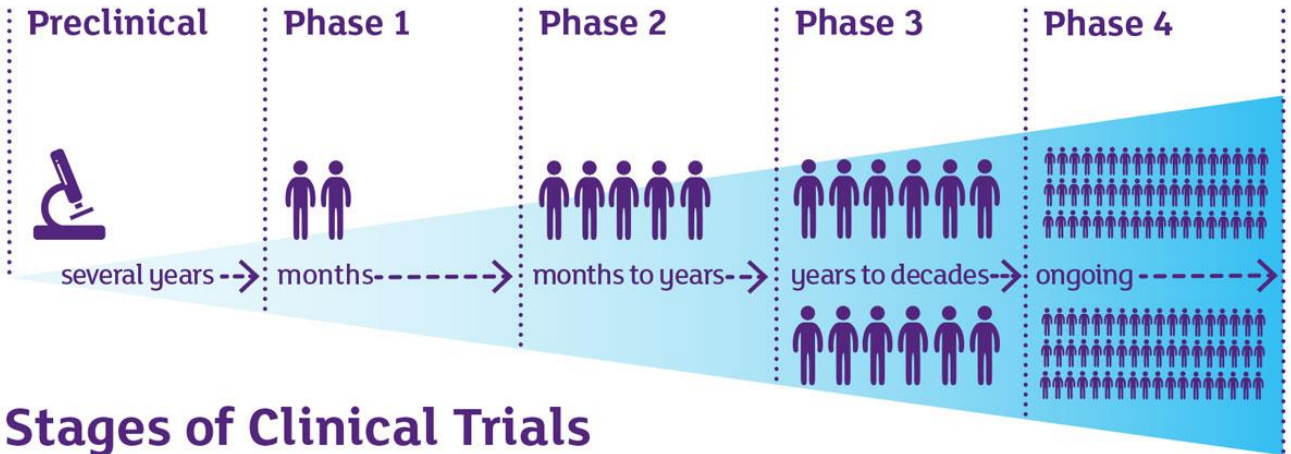 Preclinical
Phase 1
Phase 2
Phase 3
Phase 4
several years
months
months to years
years to decades
ongoing
Stages of Clinical Trials